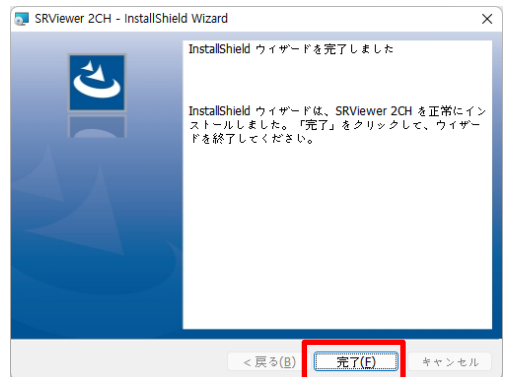 SRViewer 2CH - InstallShield Wizard
InstallShield ウィザードを完了しました
InstallShield ウィザードは、SRViewer 2CH を正常にイン
ストールしました。「完了」をクリックして、ウィザー
ドを終了してください。
< 戻る(B) 完了(F) キャンセル